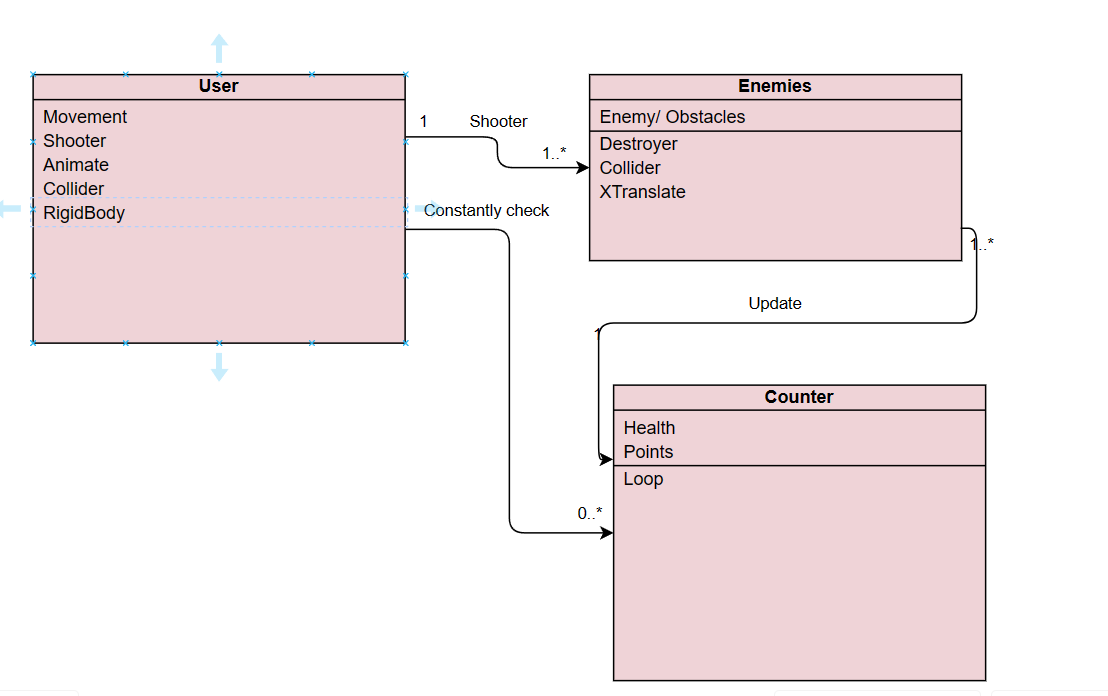 User
Movement
Shooter
Animate
Collider
RigidBody
1
Shooter
1..*
Enemies
Enemy/ Obstacles
Destroyer
Collider
XTranslate
Constantly check
1..*
Update
1
Counter
Health
Points
Loop
0..*